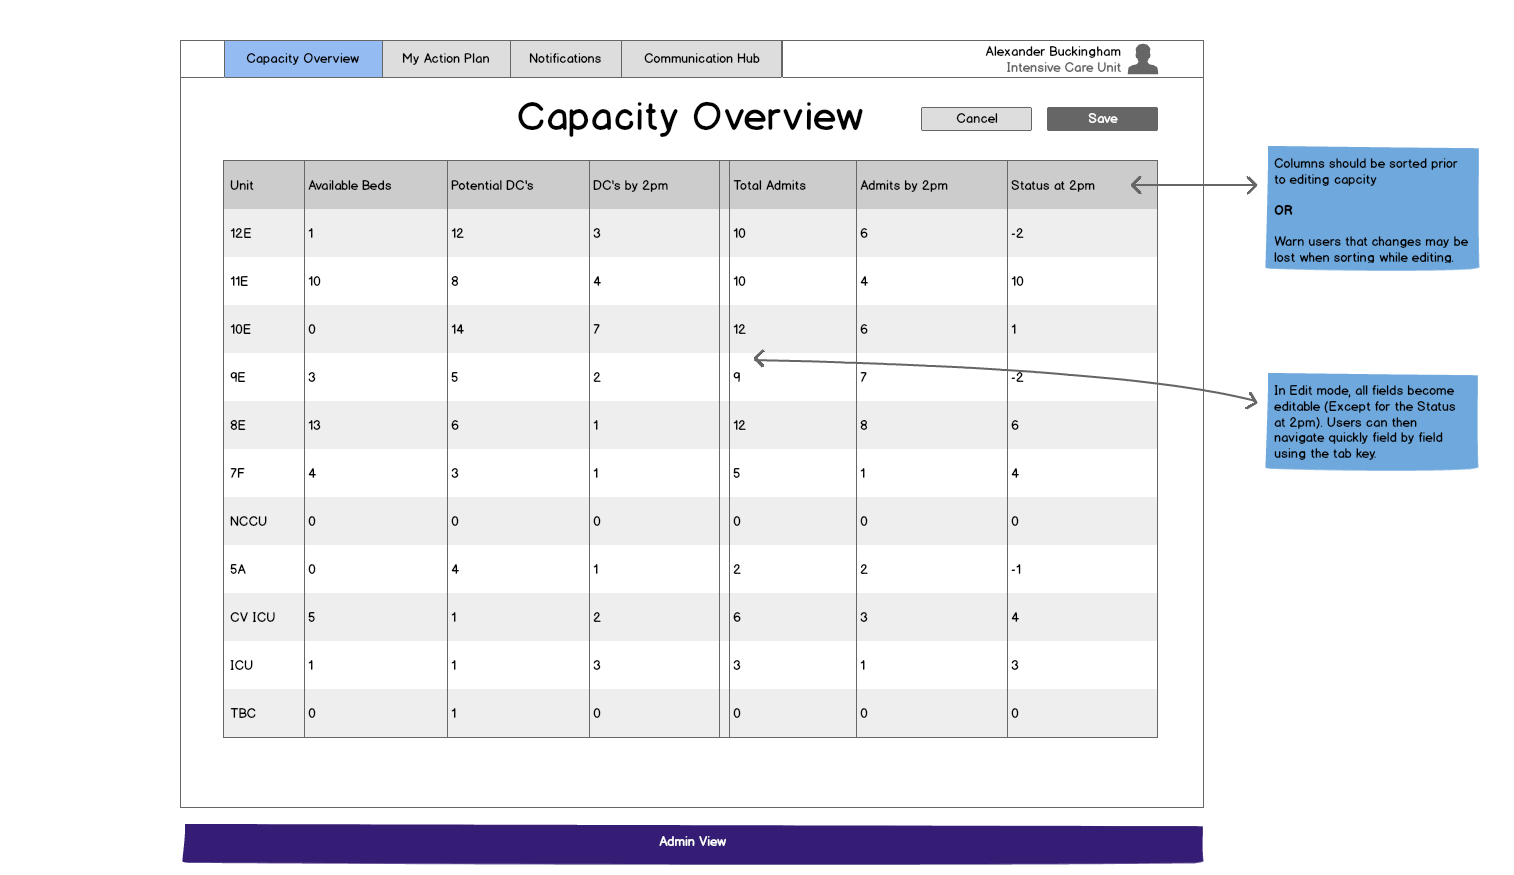 Capacity Overview My Action Plan Notifications Communication Hub Alexander Buckingham
Intensive Care Unit
Capacity Overview Cancel Save
Unit Available Beds Potential DC's DC's by 2pm Total Admits Admits by 2pm Status at 2pm
12E 1 12 3 10 6 -2
11E 10 8 4 10 4 10
10E 0 14 7 12 6 1
9E 3 5 2 9 7 -2
8E 13 6 1 12 8 6
7F 4 3 1 5 1 4
NCCU 0 0 0 0 0 0
5A 0 4 1 2 2 -1
CV ICU 5 1 2 6 3 4
ICU 1 1 3 3 1 3
TBC 0 1 0 0 0 0
Columns should be sorted prior
to editing capcity
OR
Warn users that changes may be
lost when sorting while editing.
In Edit mode, all fields become
editable (Except for the Status
at 2pm). Users can then
navigate quickly field by field
using the tab key.
Admin View